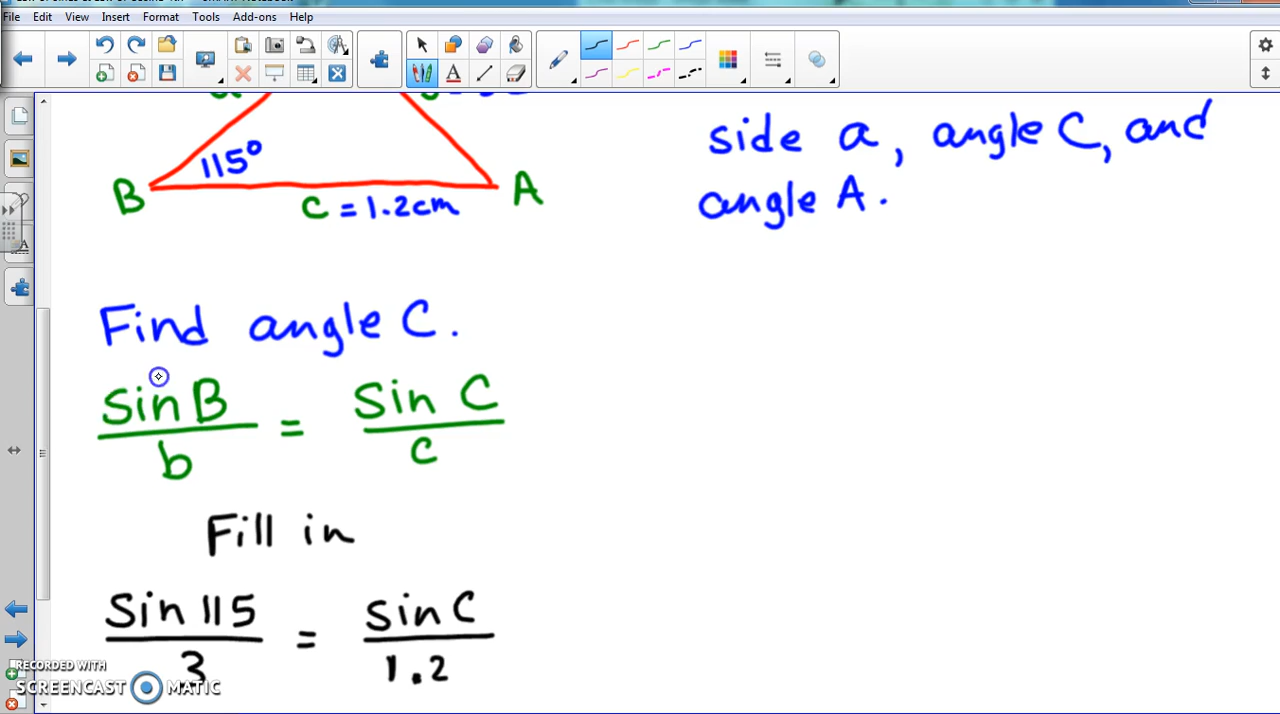 File Edit View Insert Format Tools Add-ons Help
side a, angle C, and
angle A.
115°
B
A
c = 1.2cm
Find angle C.
sin B / b = Sin C / c
Fill in
Sin 115 / 3 = sin C / 1.2
RECORDED WITH
SCREENCAST MATIC